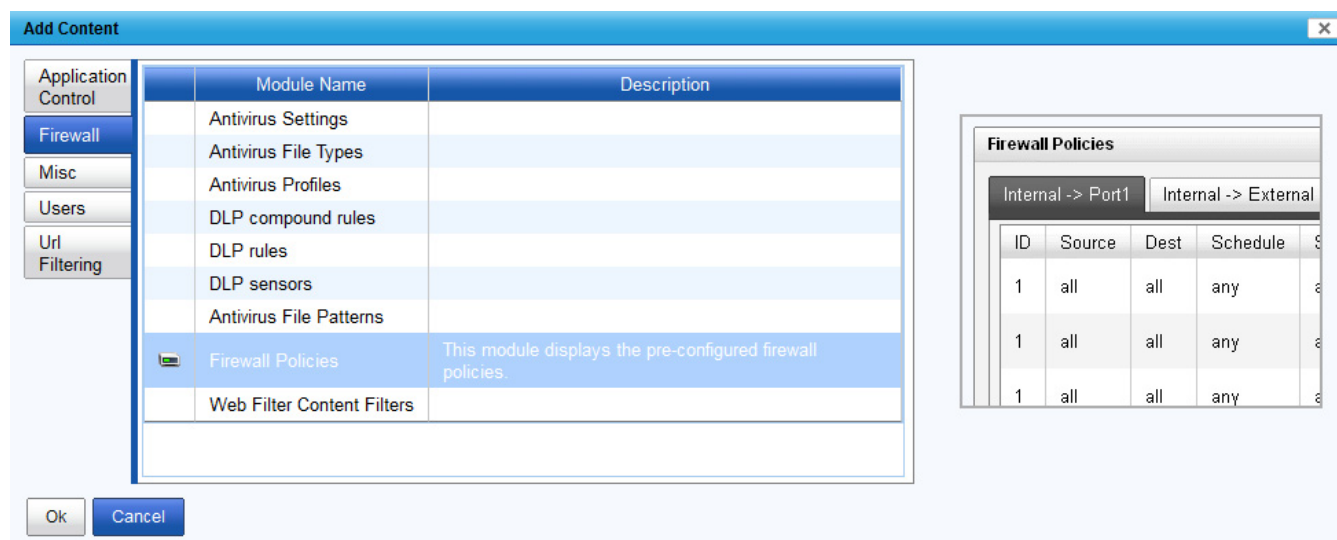 Add Content
Application
Control
Firewall
Misc
Users
Url
Filtering
Module Name Description
Antivirus Settings
Antivirus File Types
Antivirus Profiles
DLP compound rules
DLP rules
DLP sensors
Antivirus File Patterns
Firewall Policies This module displays the pre-configured firewall
policies.
Web Filter Content Filters
Ok Cancel
Firewall Policies
Internal -> Port1 Internal -> External
ID Source Dest Schedule
1 all all any
1 all all any
1 all all any